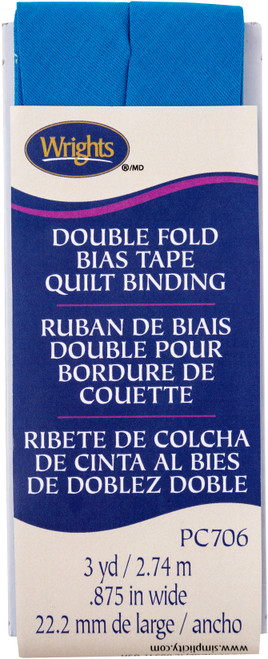 Wrights
®/MD
DOUBLE FOLD
BIAS TAPE
QUILT BINDING
RUBAN DE BIAIS
DOUBLE POUR
BORDURE DE
COUETTE
RIBETE DE COLCHA
DE CINTA AL BIES
DE DOBLEZ DOBLE
PC706
3 yd / 2.74 m
.875 in wide
22.2 mm de large / ancho
www.simplicity.com